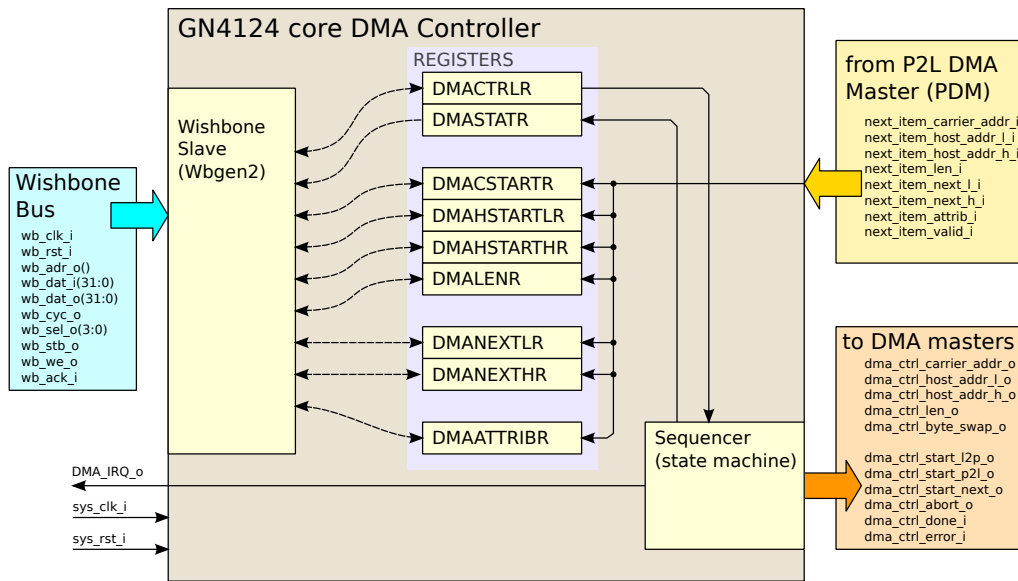 GN4124 core DMA Controller
REGISTERS
DMACTRLR
DMASTATR
DMACSTARTR
DMAHSTARTLR
DMAHSTARTHR
DMALENR
DMANEXTLR
DMANEXTHR
DMAATTRIBR
Wishbone
Slave
(Wbgen2)
Wishbone
Bus
wb_clk_i
wb_rst_i
wb_adr_o()
wb_dat_i(31:0)
wb_dat_o(31:0)
wb_cyc_o
wb_sel_o(3:0)
wb_stb_o
wb_we_o
wb_ack_i
DMA_IRQ_o
sys_clk_i
sys_rst_i
Sequencer
(state machine)
from P2L DMA
Master (PDM)
next_item_carrier_addr_i
next_item_host_addr_l_i
next_item_host_addr_h_i
next_item_len_i
next_item_next_l_i
next_item_next_h_i
next_item_attrib_i
next_item_valid_i
to DMA masters
dma_ctrl_carrier_addr_o
dma_ctrl_host_addr_l_o
dma_ctrl_host_addr_h_o
dma_ctrl_len_o
dma_ctrl_byte_swap_o
dma_ctrl_start_l2p_o
dma_ctrl_start_p2l_o
dma_ctrl_start_next_o
dma_ctrl_abort_o
dma_ctrl_done_i
dma_ctrl_error_i